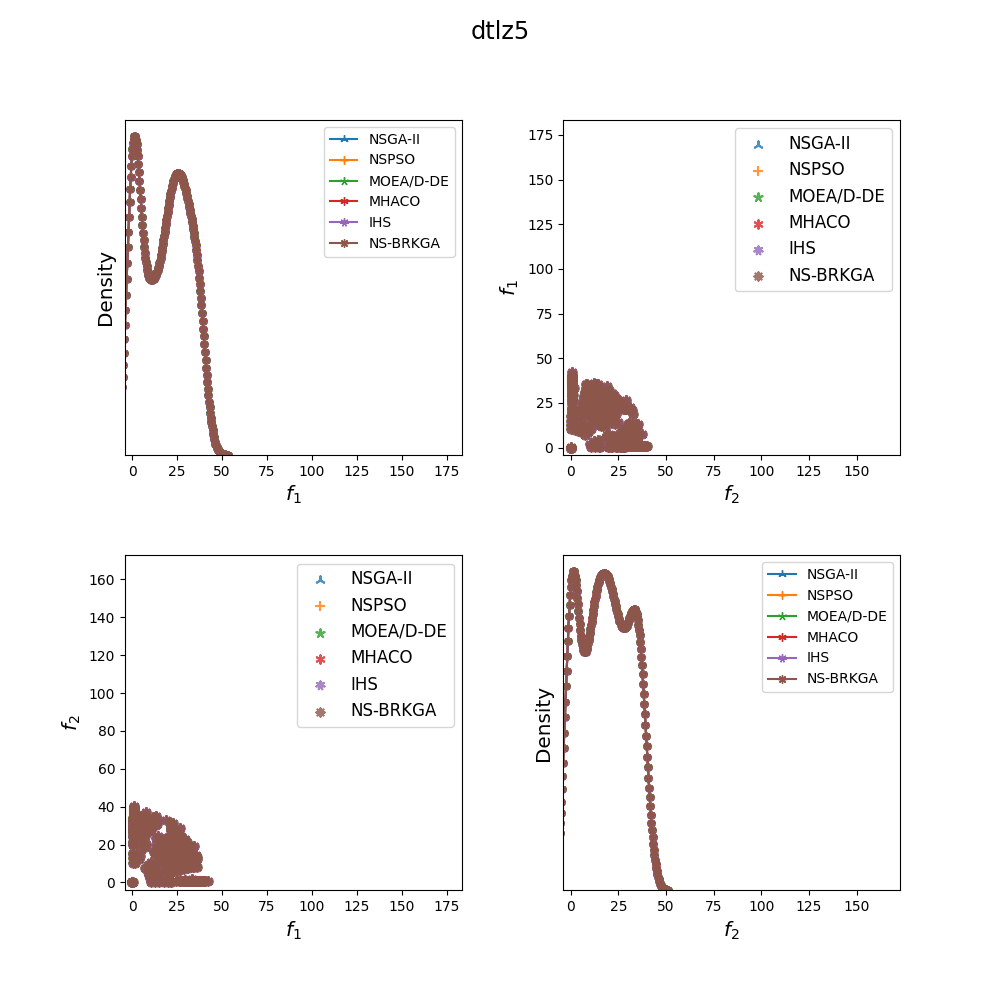 dtlz5
Density
NSGA-II
NSPSO
MOEA/D-DE
MHACO
IHS
NS-BRKGA
0 25 50 75 100 125 150 175
f1
f1
175
150
125
100
75
50
25
0
NSGA-II
NSPSO
MOEA/D-DE
MHACO
IHS
NS-BRKGA
0 25 50 75 100 125 150
f2
f2
160
140
120
100
80
60
40
20
0
NSGA-II
NSPSO
MOEA/D-DE
MHACO
IHS
NS-BRKGA
0 25 50 75 100 125 150 175
f1
Density
NSGA-II
NSPSO
MOEA/D-DE
MHACO
IHS
NS-BRKGA
0 25 50 75 100 125 150
f2